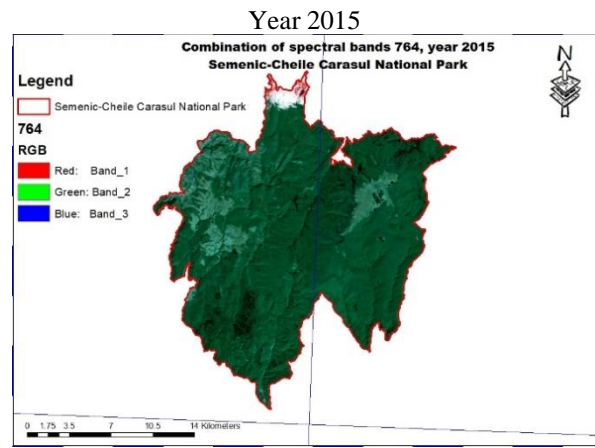 Year 2015
Combination of spectral bands 764, year 2015
Semenic-Cheile Carasul National Park
N
Legend
Semenic-Cheile Carasul National Park
764
RGB
Red: Band_1
Green: Band_2
Blue: Band_3
0 1.75 3.5 7 10.5 14 Kilometers